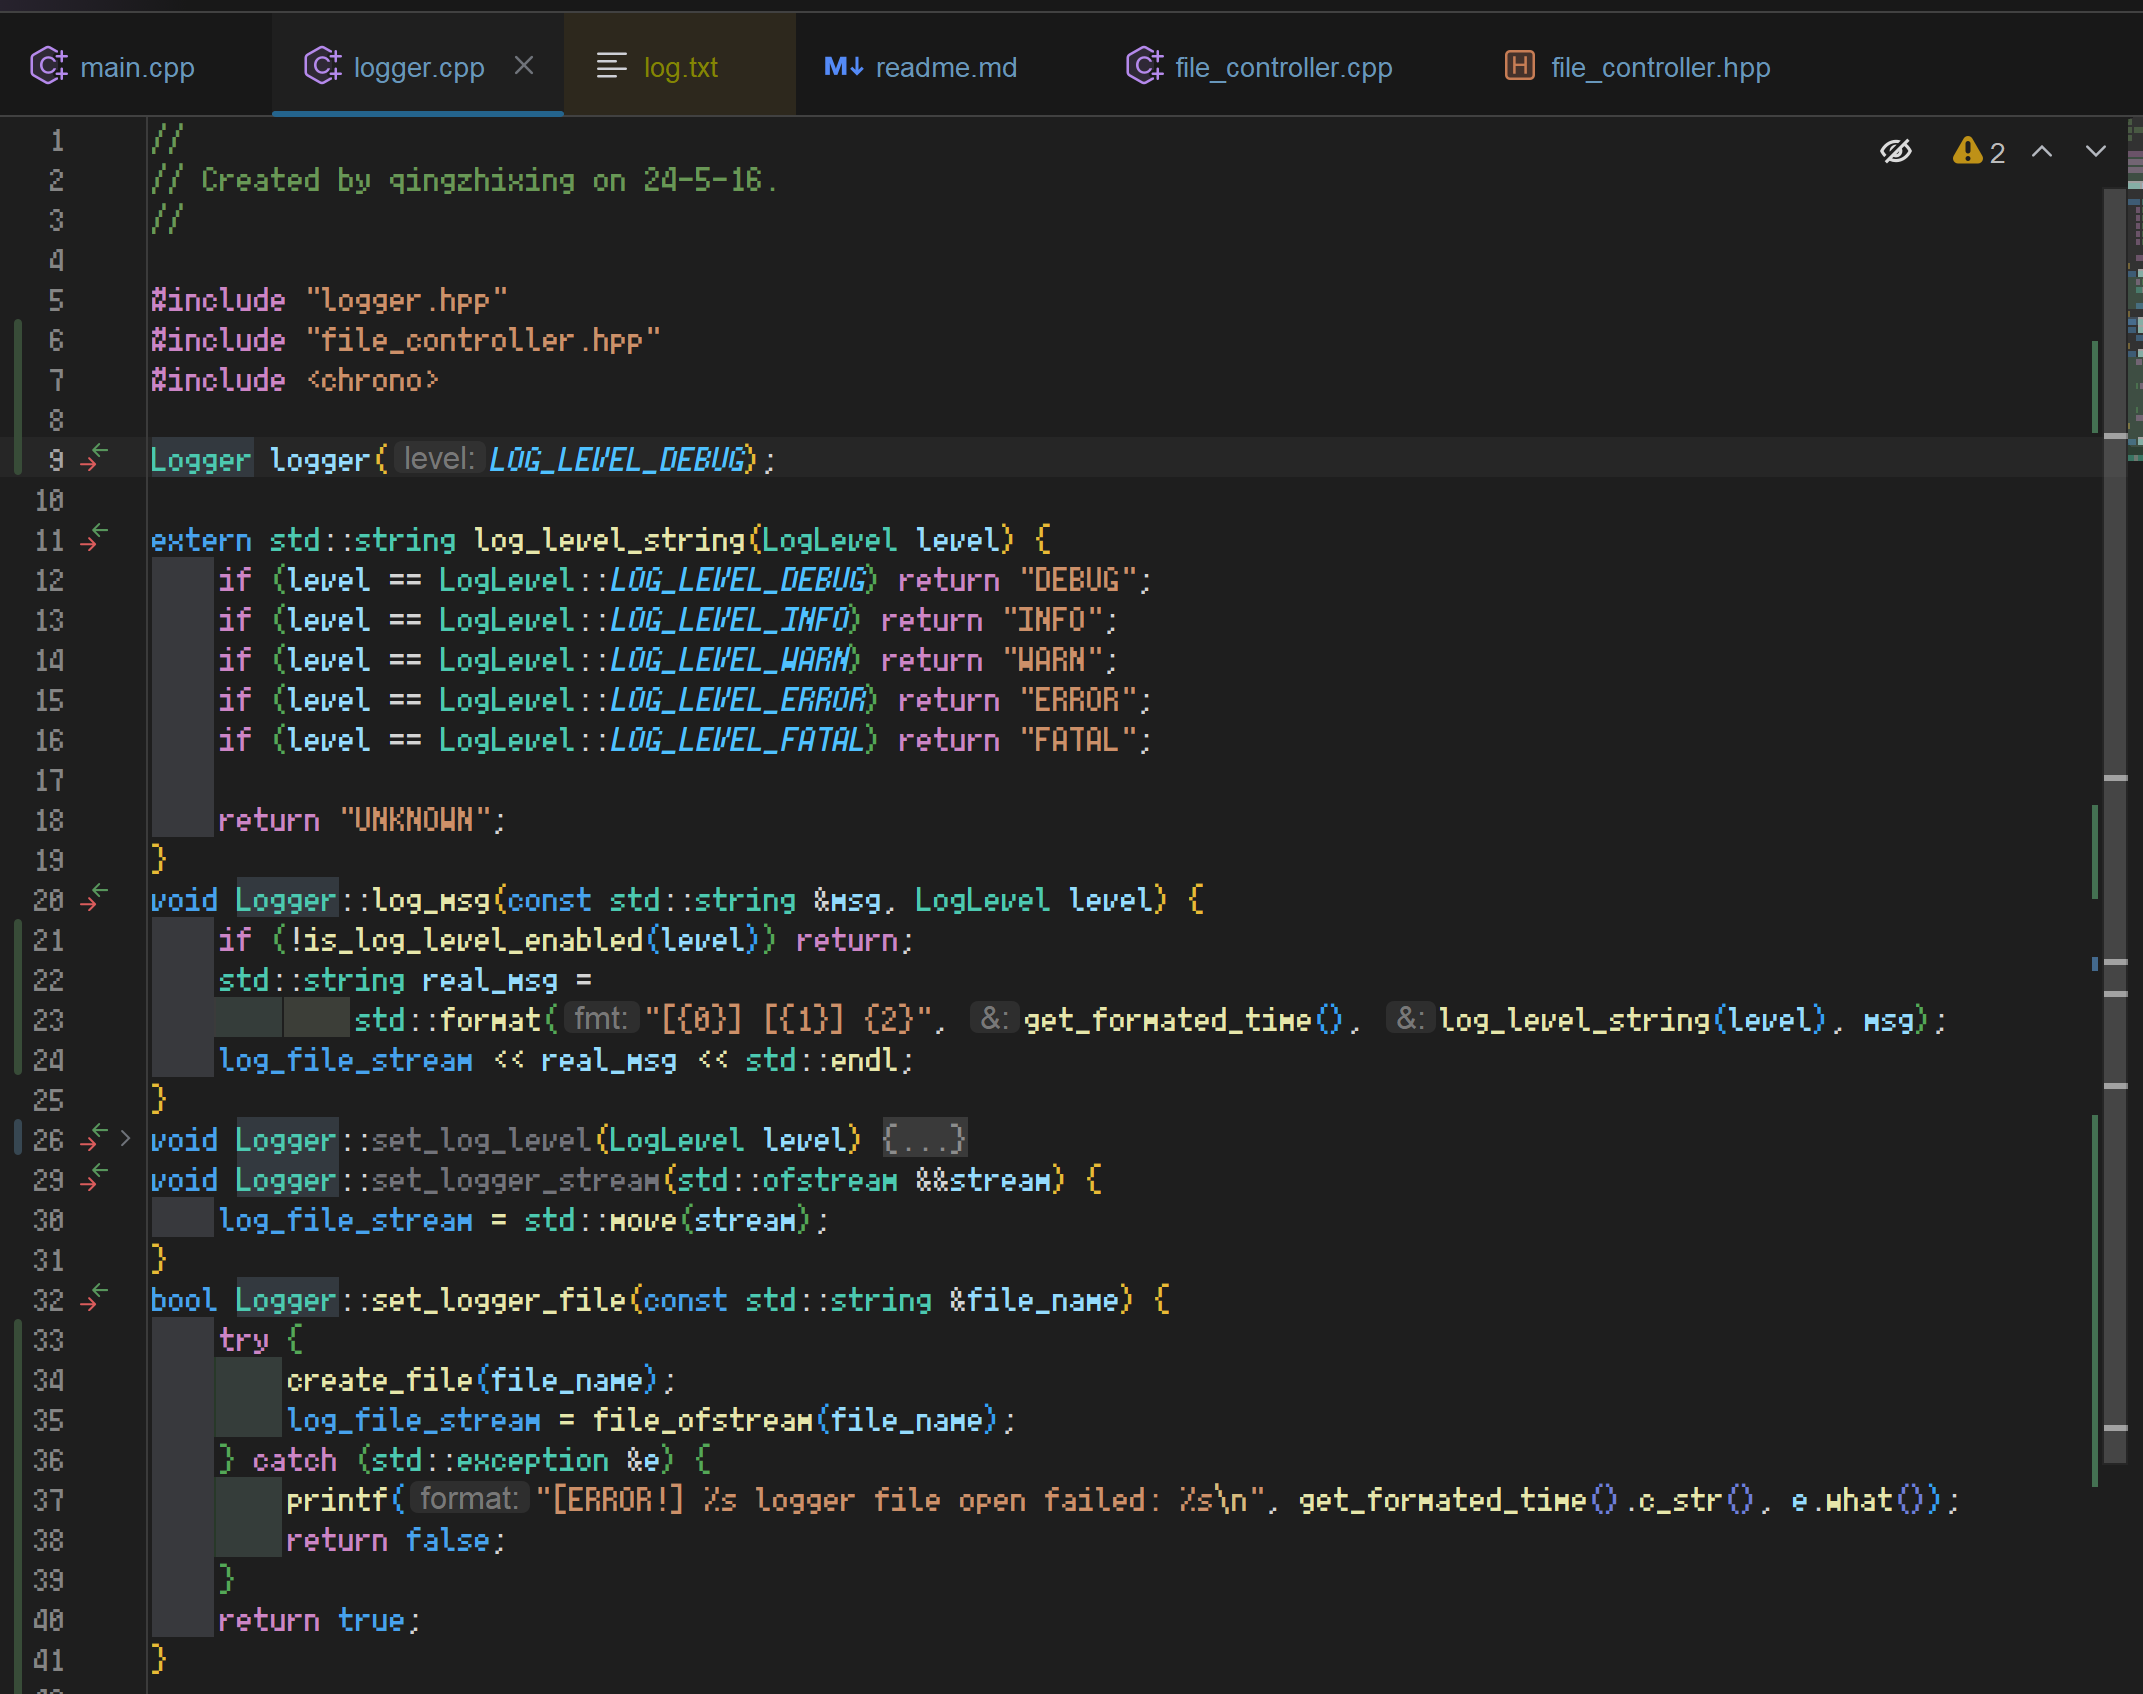 main.cpp logger.cpp log.txt M↓ readme.md file_controller.cpp H file_controller.hpp
2
1 //
2 // Created by qingzhixing on 24-5-16.
3 //
4
5 #include "logger.hpp"
6 #include "file_controller.hpp"
7 #include <chrono>
8
9 Logger logger( level: LOG_LEVEL_DEBUG);
10
11 extern std::string log_level_string(LogLevel level) {
12     if (level == LogLevel::LOG_LEVEL_DEBUG) return "DEBUG";
13     if (level == LogLevel::LOG_LEVEL_INFO) return "INFO";
14     if (level == LogLevel::LOG_LEVEL_WARN) return "WARN";
15     if (level == LogLevel::LOG_LEVEL_ERROR) return "ERROR";
16     if (level == LogLevel::LOG_LEVEL_FATAL) return "FATAL";
17
18     return "UNKNOWN";
19 }
20 void Logger::log_msg(const std::string &msg, LogLevel level) {
21     if (!is_log_level_enabled(level)) return;
22     std::string real_msg =
23             std::format( fmt: "[{0}] [{1}] {2}", &: get_formated_time(), &: log_level_string(level), msg);
24     log_file_stream << real_msg << std::endl;
25 }
26 void Logger::set_log_level(LogLevel level) {...}
29 void Logger::set_logger_stream(std::ofstream &&stream) {
30     log_file_stream = std::move(stream);
31 }
32 bool Logger::set_logger_file(const std::string &file_name) {
33     try {
34         create_file(file_name);
35         log_file_stream = file_ofstream(file_name);
36     } catch (std::exception &e) {
37         printf( format: "[ERROR!] %s logger file open failed: %s\n", get_formated_time().c_str(), e.what());
38         return false;
39     }
40     return true;
41 }